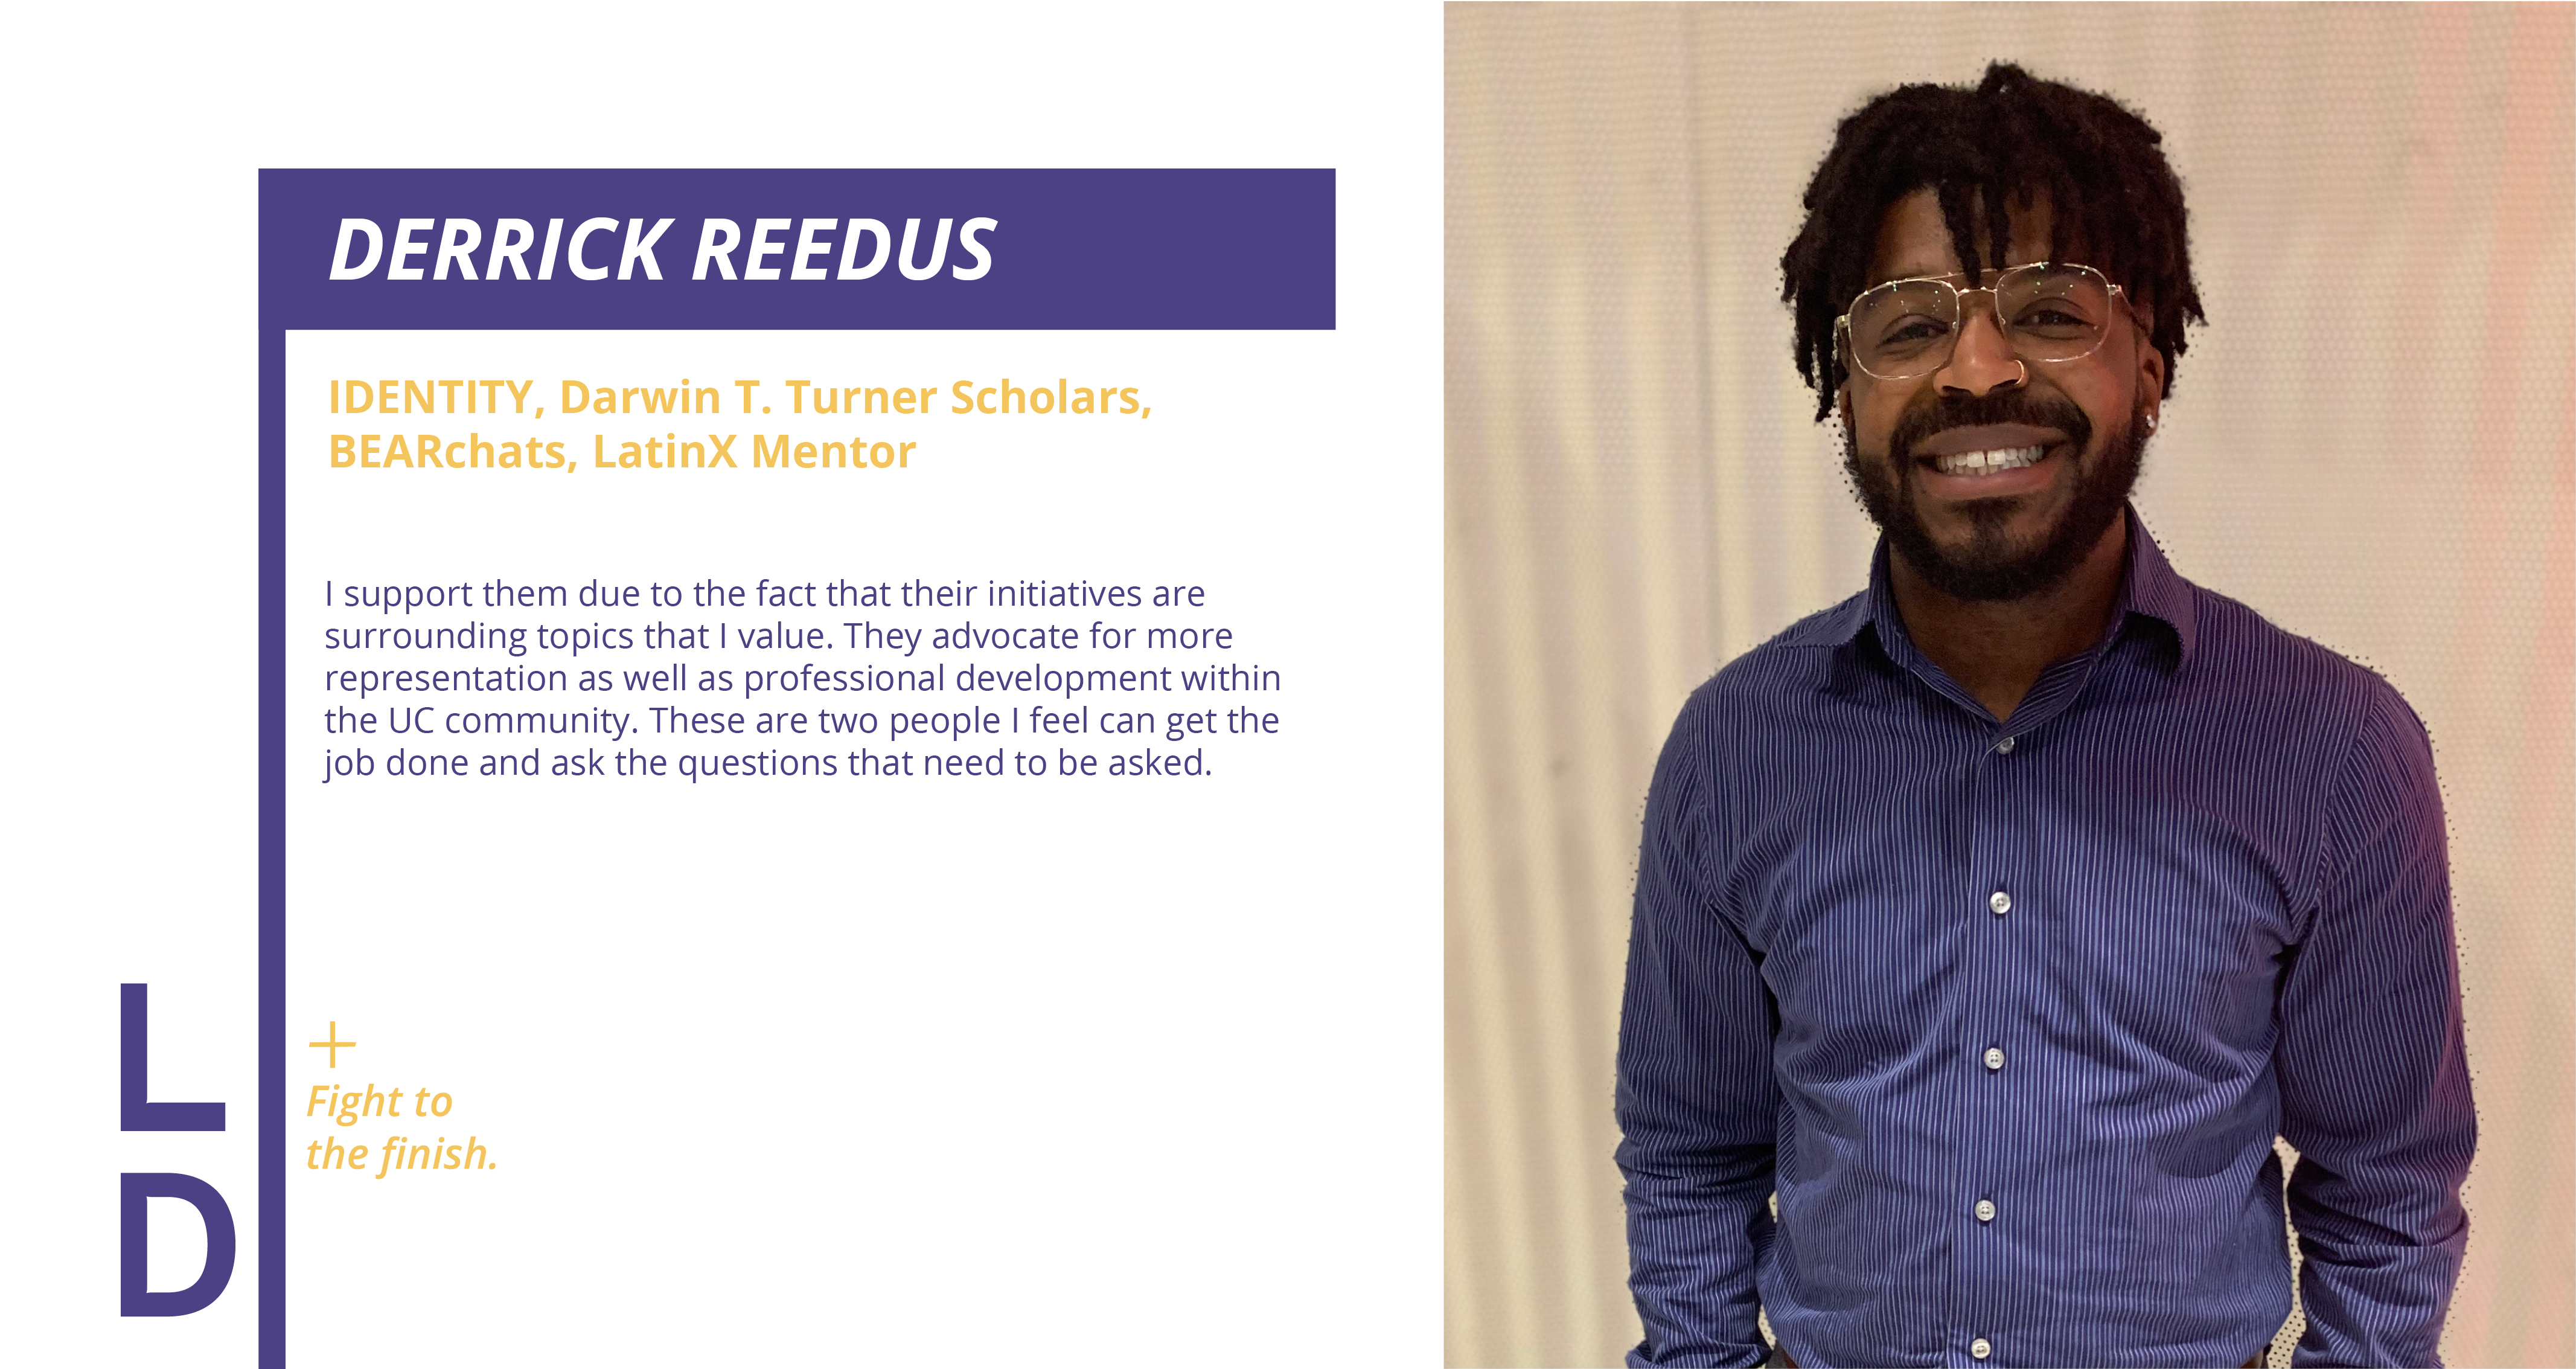 DERRICK REEDUS
IDENTITY, Darwin T. Turner Scholars,
BEARchats, LatinX Mentor
I support them due to the fact that their initiatives are
surrounding topics that I value. They advocate for more
representation as well as professional development within
the UC community. These are two people I feel can get the
job done and ask the questions that need to be asked.
L
D
+
Fight to
the finish.